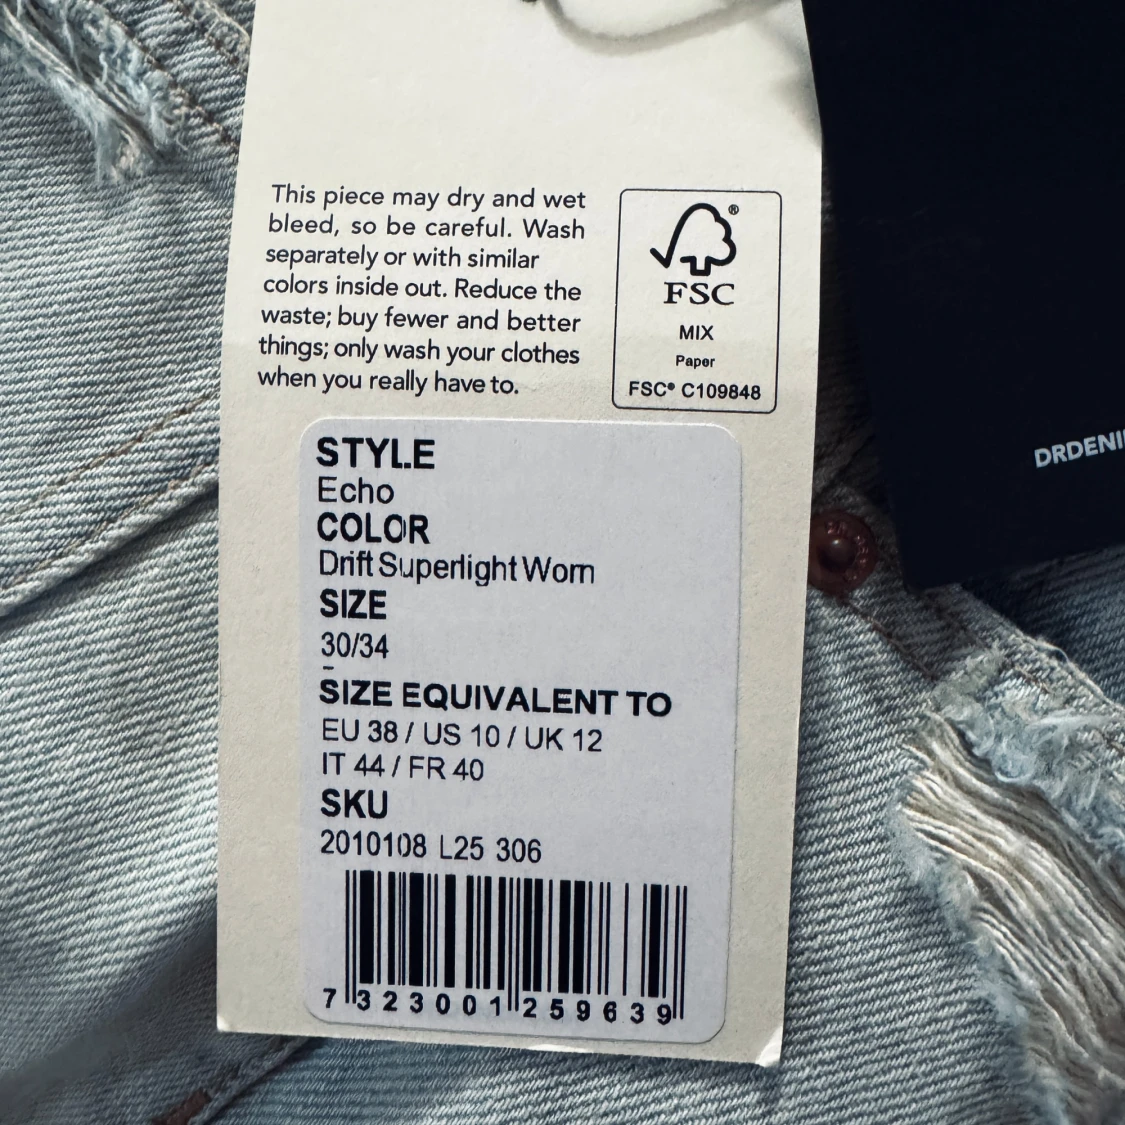 This piece may dry and wet
bleed, so be careful. Wash
separately or with similar
colors inside out. Reduce the
waste; buy fewer and better
things; only wash your clothes
when you really have to.
®
FSC
MIX
Paper
FSC® C109848
STYLE
Echo
COLOR
Drift Superlight Worn
SIZE
30/34
-
SIZE EQUIVALENT TO
EU 38 / US 10 / UK 12
IT 44 / FR 40
SKU
2010108 L25 306
7 323001 259639
DRDENI